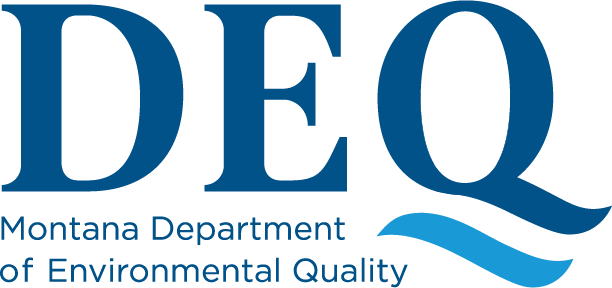 DEQ
Montana Department
of Environmental Quality